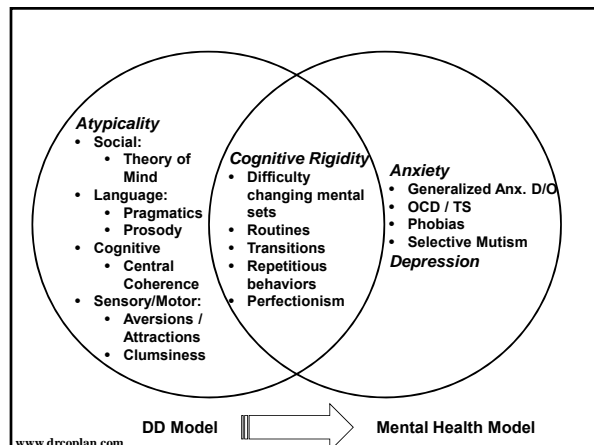 Atypicality
• Social:
• Theory of
Mind
• Language:
• Pragmatics
• Prosody
• Cognitive
• Central
Coherence
• Sensory/Motor:
• Aversions /
Attractions
• Clumsiness
Cognitive Rigidity
• Difficulty
changing mental
sets
• Routines
• Transitions
• Repetitious
behaviors
• Perfectionism
Anxiety
• Generalized Anx. D/O
• OCD / TS
• Phobias
• Selective Mutism
Depression
DD Model
Mental Health Model
www.drcoplan.com